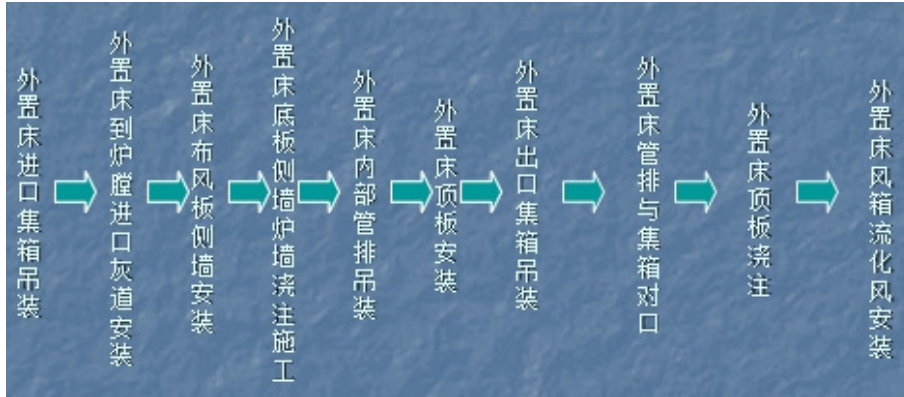 外置床进口集箱吊装
外置床到炉膛进口灰道安装
外置床布风板侧墙安装
外置床底板侧墙炉墙浇注施工
外置床内部管排吊装
外置床顶板安装
外置床出口集箱吊装
外置床管排与集箱对口
外置床顶板浇注
外置床风箱流化风安装